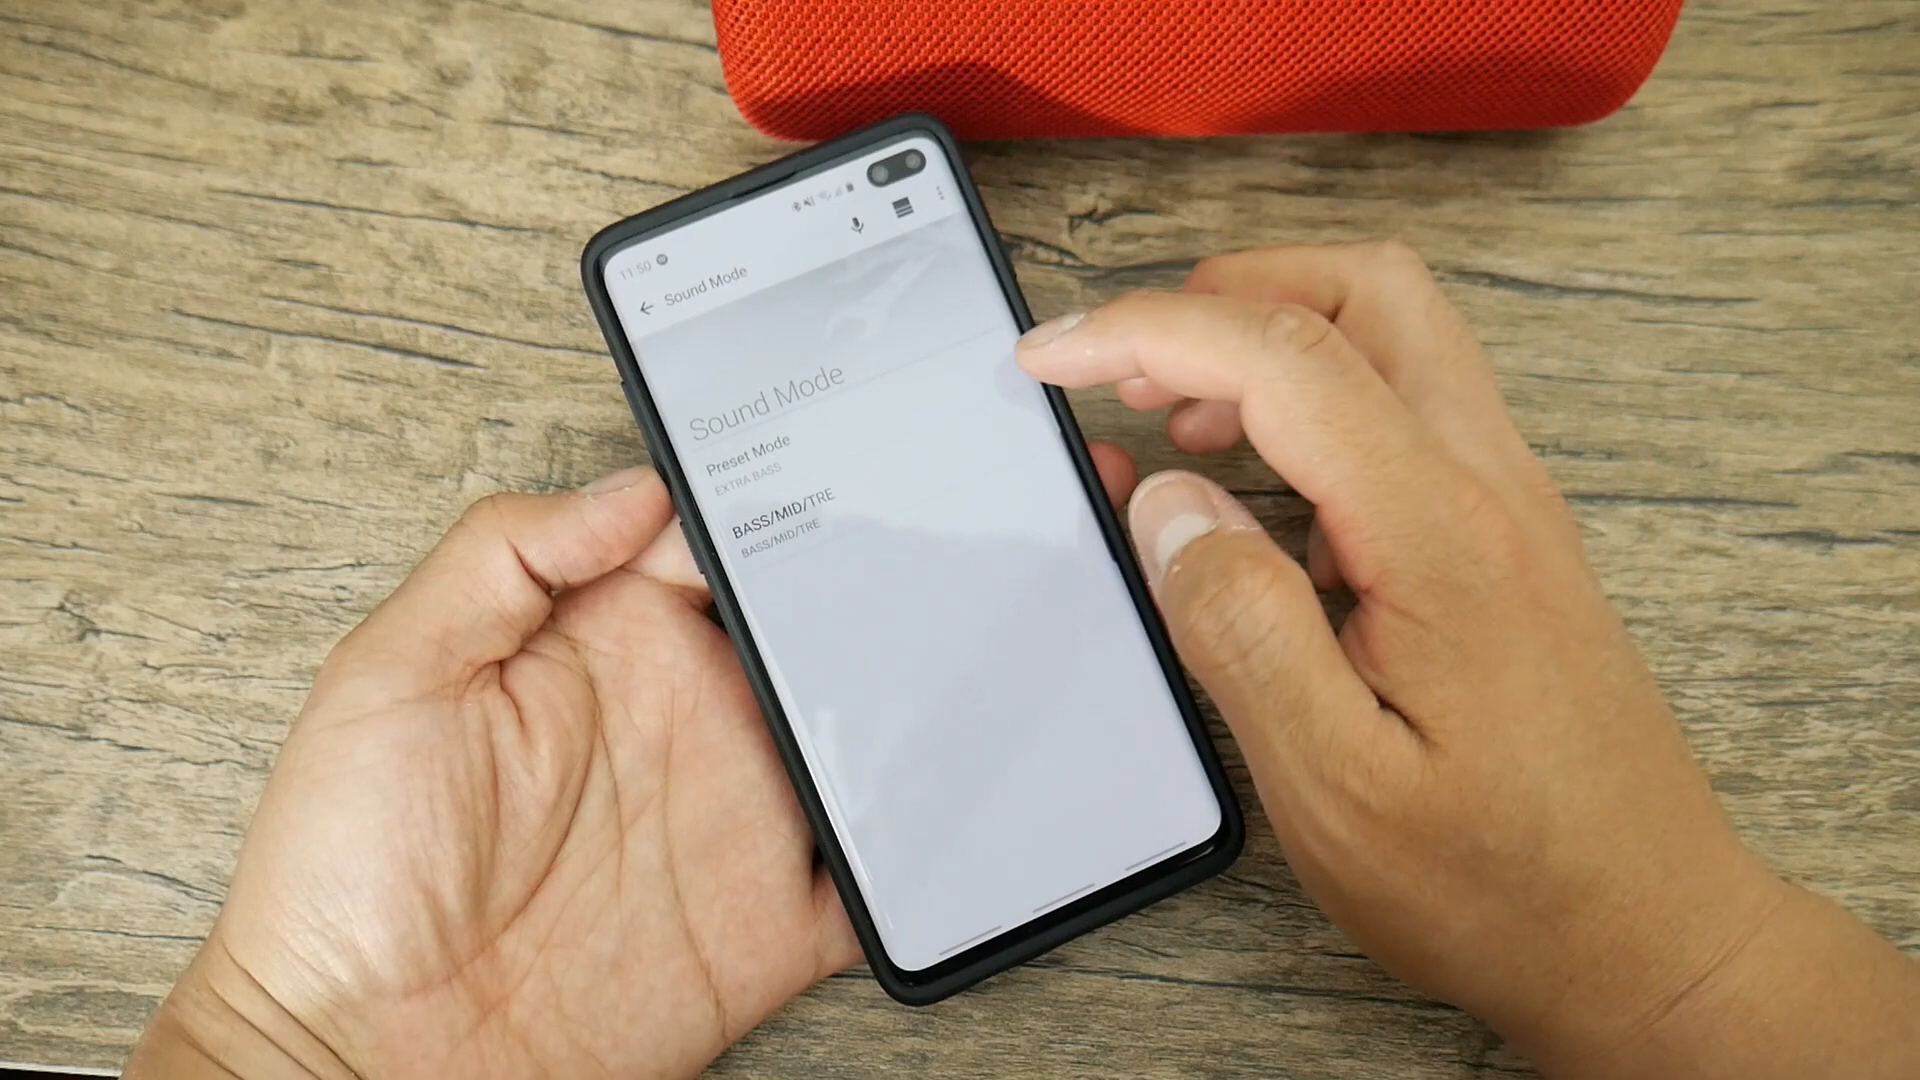 11:50
Sound Mode
Sound Mode
Preset Mode
EXTRA BASS
BASS/MID/TRE
BASS/MID/TRE